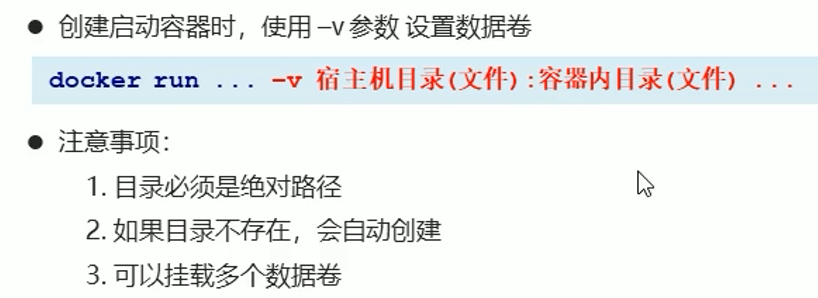 ● 创建启动容器时，使用 –v 参数 设置数据卷
docker run ... –v 宿主机目录(文件):容器内目录(文件) ...
● 注意事项：
1. 目录必须是绝对路径
2. 如果目录不存在，会自动创建
3. 可以挂载多个数据卷